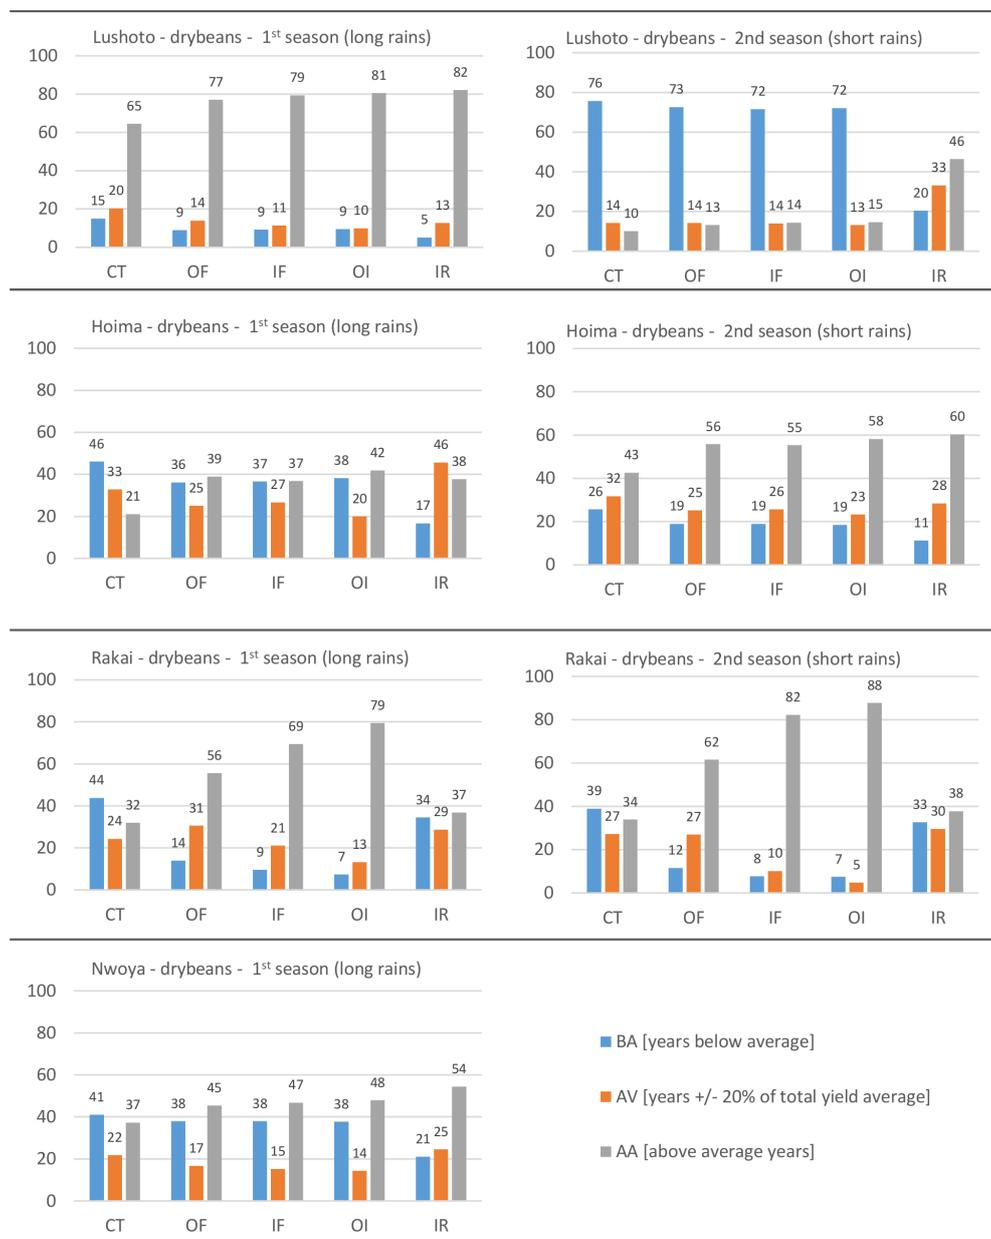 Lushoto - drybeans - 1st season (long rains)
100
80
60
40
20
0
15 20 65
9 14 77
9 11 79
9 10 81
5 13 82
CT OF IF OI IR
Lushoto - drybeans - 2nd season (short rains)
100
80
60
40
20
0
76 14 10
73 14 13
72 14 14
72 13 15
20 33 46
CT OF IF OI IR
Hoima - drybeans - 1st season (long rains)
100
80
60
40
20
0
46 33 21
36 25 39
37 27 37
38 20 42
17 46 38
CT OF IF OI IR
Hoima - drybeans - 2nd season (short rains)
100
80
60
40
20
0
26 32 43
19 25 56
19 26 55
19 23 58
11 28 60
CT OF IF OI IR
Rakai - drybeans - 1st season (long rains)
100
80
60
40
20
0
44 24 32
14 31 56
9 21 69
7 13 79
34 29 37
CT OF IF OI IR
Rakai - drybeans - 2nd season (short rains)
100
80
60
40
20
0
39 27 34
12 27 62
8 10 82
7 5 88
33 30 38
CT OF IF OI IR
Nwoya - drybeans - 1st season (long rains)
100
80
60
40
20
0
41 22 37
38 17 45
38 15 47
38 14 48
21 25 54
CT OF IF OI IR
BA [years below average]
AV [years +/- 20% of total yield average]
AA [above average years]